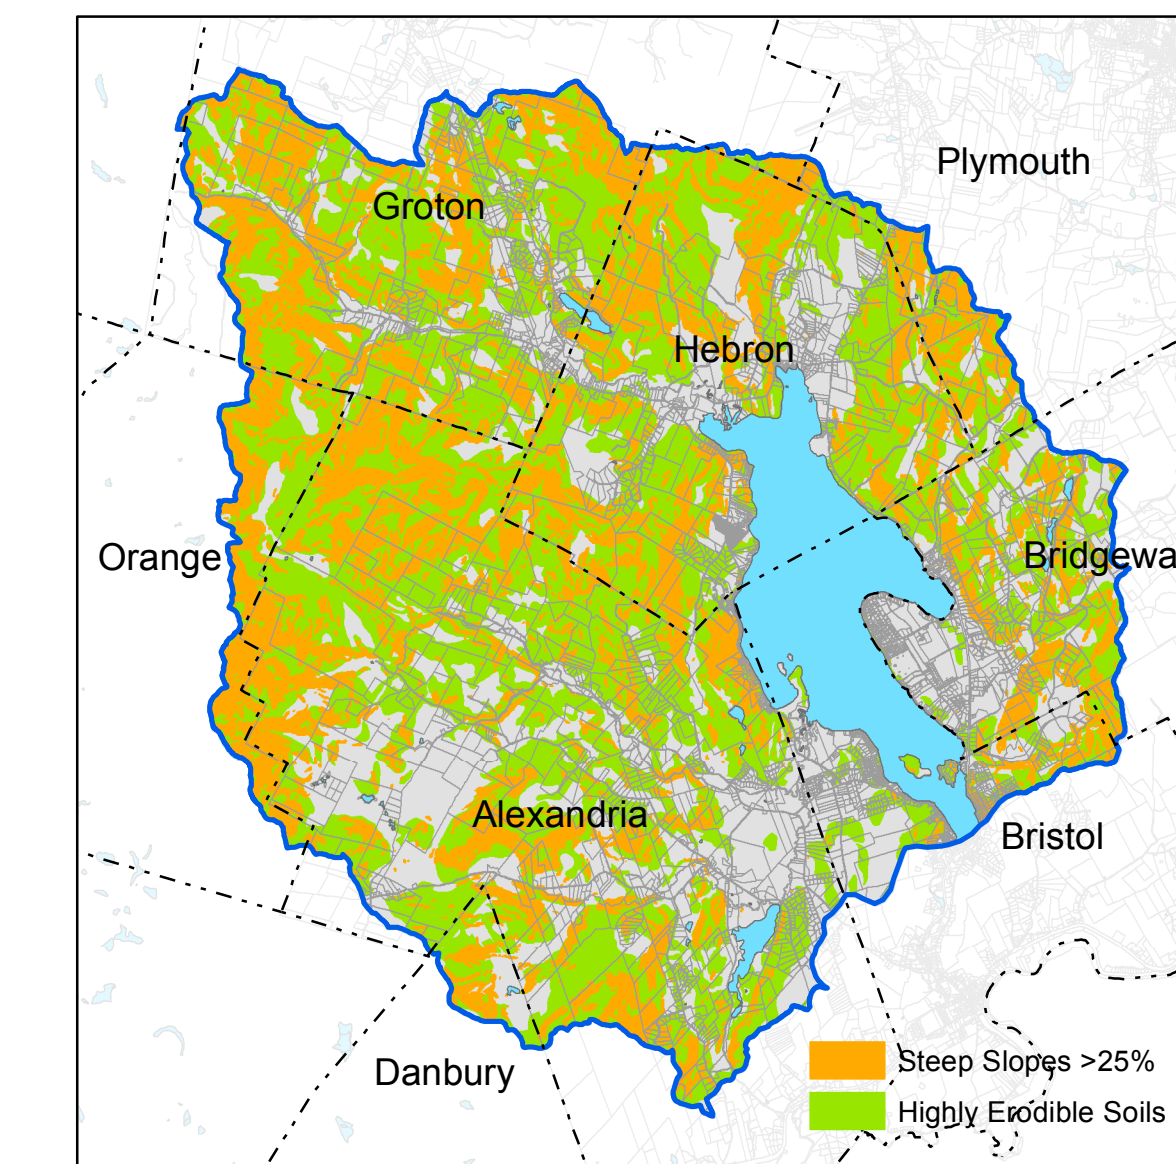 Plymouth
Groton
Hebron
Orange
Bridgewa
Alexandria
Bristol
Danbury
Steep Slopes >25%
Highly Erodible Soils